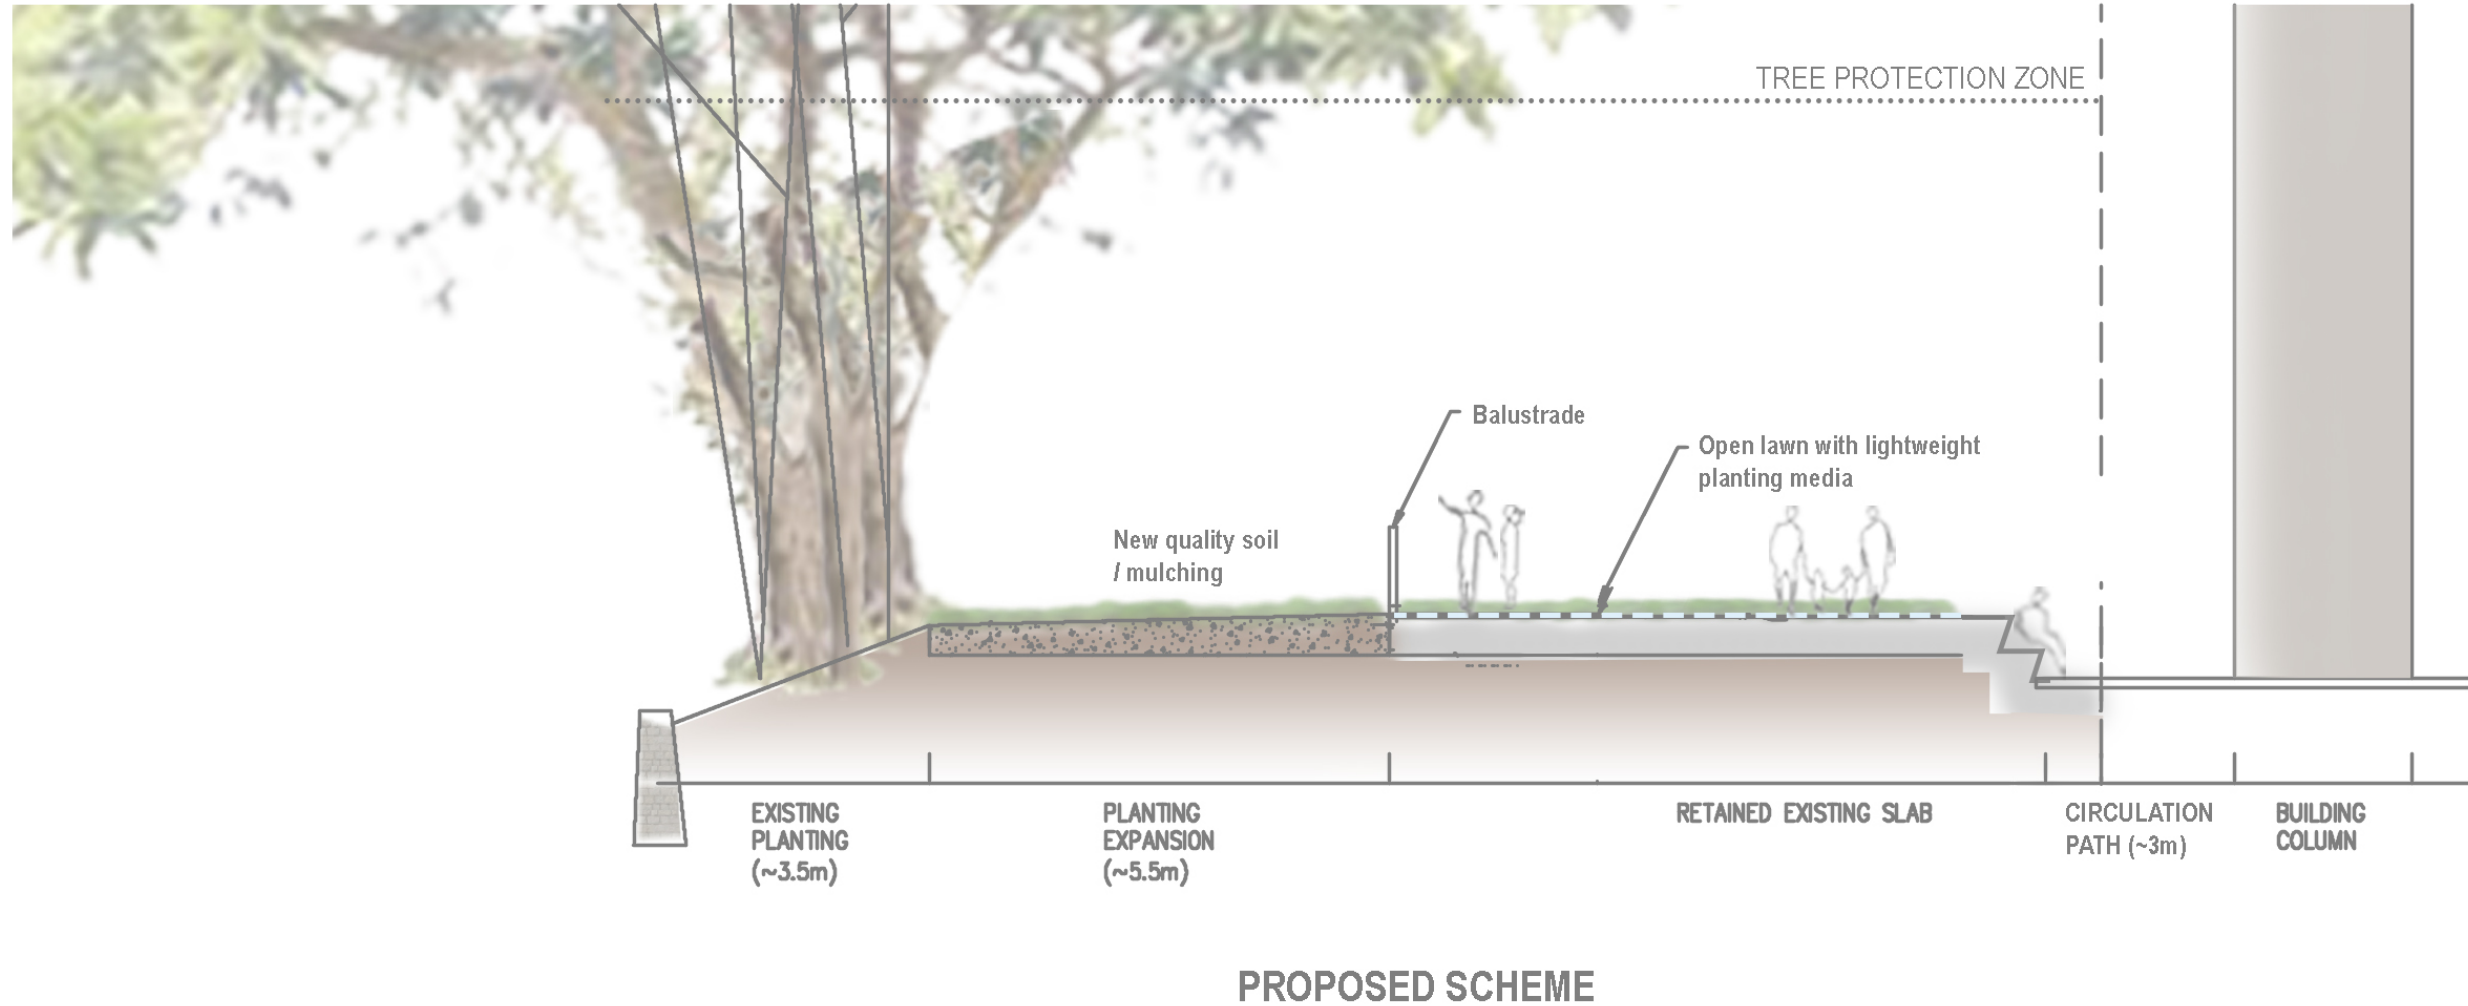 TREE PROTECTION ZONE
Balustrade
Open lawn with lightweight
planting media
New quality soil
/ mulching
EXISTING
PLANTING
(~3.5m)
PLANTING
EXPANSION
(~5.5m)
RETAINED EXISTING SLAB
CIRCULATION
PATH (~3m)
BUILDING
COLUMN
PROPOSED SCHEME